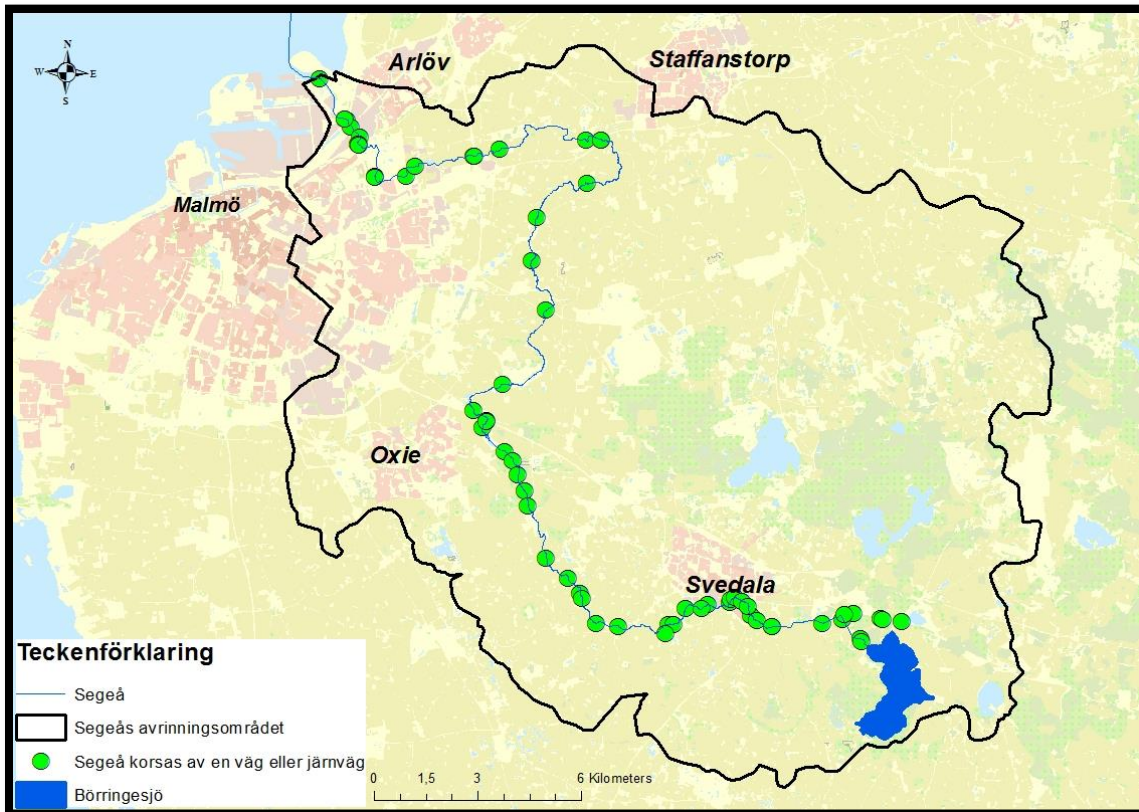 N
W E
S
Arlöv
Staffanstorp
Malmö
Oxie
Svedala
Teckenförklaring
Segeå
Segeås avrinningsområdet
Segeå korsas av en väg eller järnväg
Börringesjö
0 1,5 3 6 Kilometers